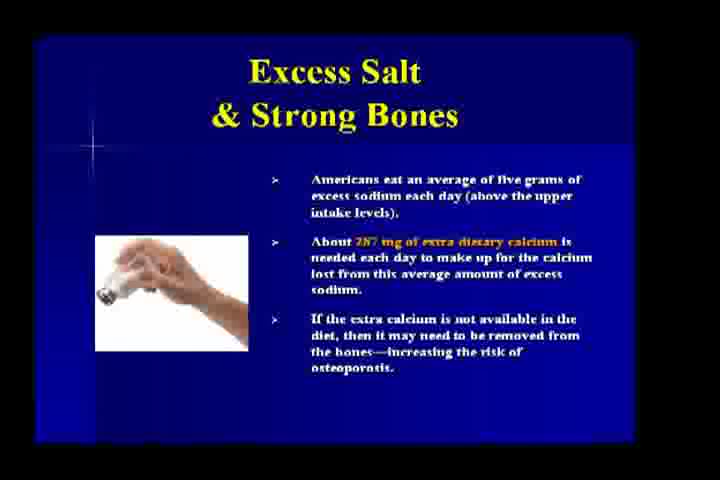 Excess Salt
& Strong Bones
Americans eat an average of five grams of
excess sodium each day (above the upper
intake levels).
About 287 mg of extra dietary calcium is
needed each day to make up for the calcium
lost from this average amount of excess
sodium.
If the extra calcium is not available in the
diet, then it may need to be removed from
the bones—increasing the risk of
osteoporosis.